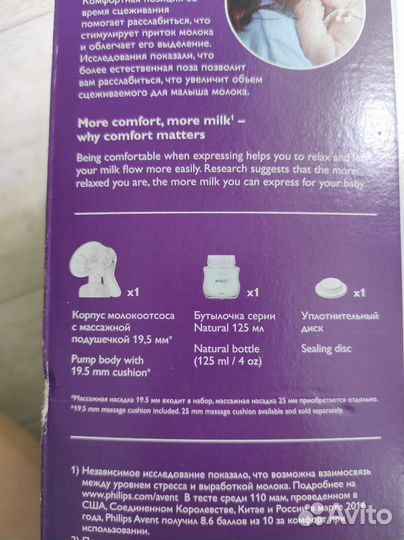 Комфортная позиция во
время сцеживания
помогает расслабиться, что
стимулирует приток молока
и облегчает его выделение.
Исследования показали, что
более естественная поза позволит
вам расслабиться, что увеличит объем
сцеживаемого для малыша молока.
More comfort, more milk¹ –
why comfort matters
Being comfortable when expressing helps you to relax and let
your milk flow more easily. Research suggests that the more
relaxed you are, the more milk you can express for your baby
x1
x1
x1
Корпус молокоотсоса
с массажной
подушечкой 19,5 мм*
Pump body with
19.5 mm cushion*
Бутылочка серии
Natural 125 мл
Natural bottle
(125 ml / 4 oz)
Уплотнительный
диск
Sealing disc
*Массажная насадка 19.5 мм входит в набор, массажная насадка 25 мм приобретается отдельно.
*19.5 mm massage cushion included. 25 mm massage cushion available and sold separately.
1) Независимое исследование показало, что возможна взаимосвязь
между уровнем стресса и выработкой молока. Подробнее на
www.philips.com/avent В тесте среди 110 мам, проведенном в
США, Соединенном Королевстве, Китае и России в марте
года, Philips Avent получил 8.6 баллов из 10 за комфорт при
использовании
Avito